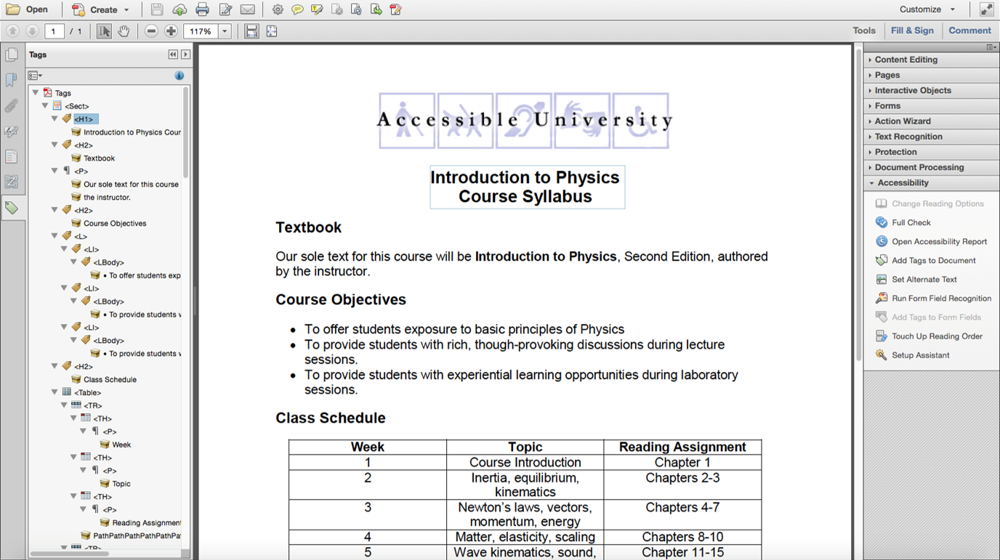 Open
Create
Customize
1 / 1
117%
Tools
Fill & Sign
Comment
Tags
Tags
<Sect>
<H1>
Introduction to Physics Cour
<H2>
Textbook
<P>
Our sole text for this course
the instructor.
<H2>
Course Objectives
<L>
<LI>
<LBody>
• To offer students exp
<LI>
<LBody>
• To provide students w
<LI>
<LBody>
• To provide students w
<H2>
Class Schedule
<Table>
<TR>
<TH>
<P>
Week
<TH>
<P>
Topic
<TH>
<P>
Reading Assignment
PathPathPathPathPathPat
<TR>
Accessible University
Introduction to Physics
Course Syllabus
Textbook
Our sole text for this course will be Introduction to Physics, Second Edition, authored
by the instructor.
Course Objectives
• To offer students exposure to basic principles of Physics
• To provide students with rich, though-provoking discussions during lecture
sessions.
• To provide students with experiential learning opportunities during laboratory
sessions.
Class Schedule
Week Topic Reading Assignment
1 Course Introduction Chapter 1
2 Inertia, equilibrium, Chapters 2-3
kinematics
3 Newton's laws, vectors, Chapters 4-7
momentum, energy
4 Matter, elasticity, scaling Chapters 8-10
5 Wave kinematics, sound, Chapter 11-15
Content Editing
Pages
Interactive Objects
Forms
Action Wizard
Text Recognition
Protection
Document Processing
Accessibility
Change Reading Options
Full Check
Open Accessibility Report
Add Tags to Document
Set Alternate Text
Run Form Field Recognition
Add Tags to Form Fields
Touch Up Reading Order
Setup Assistant